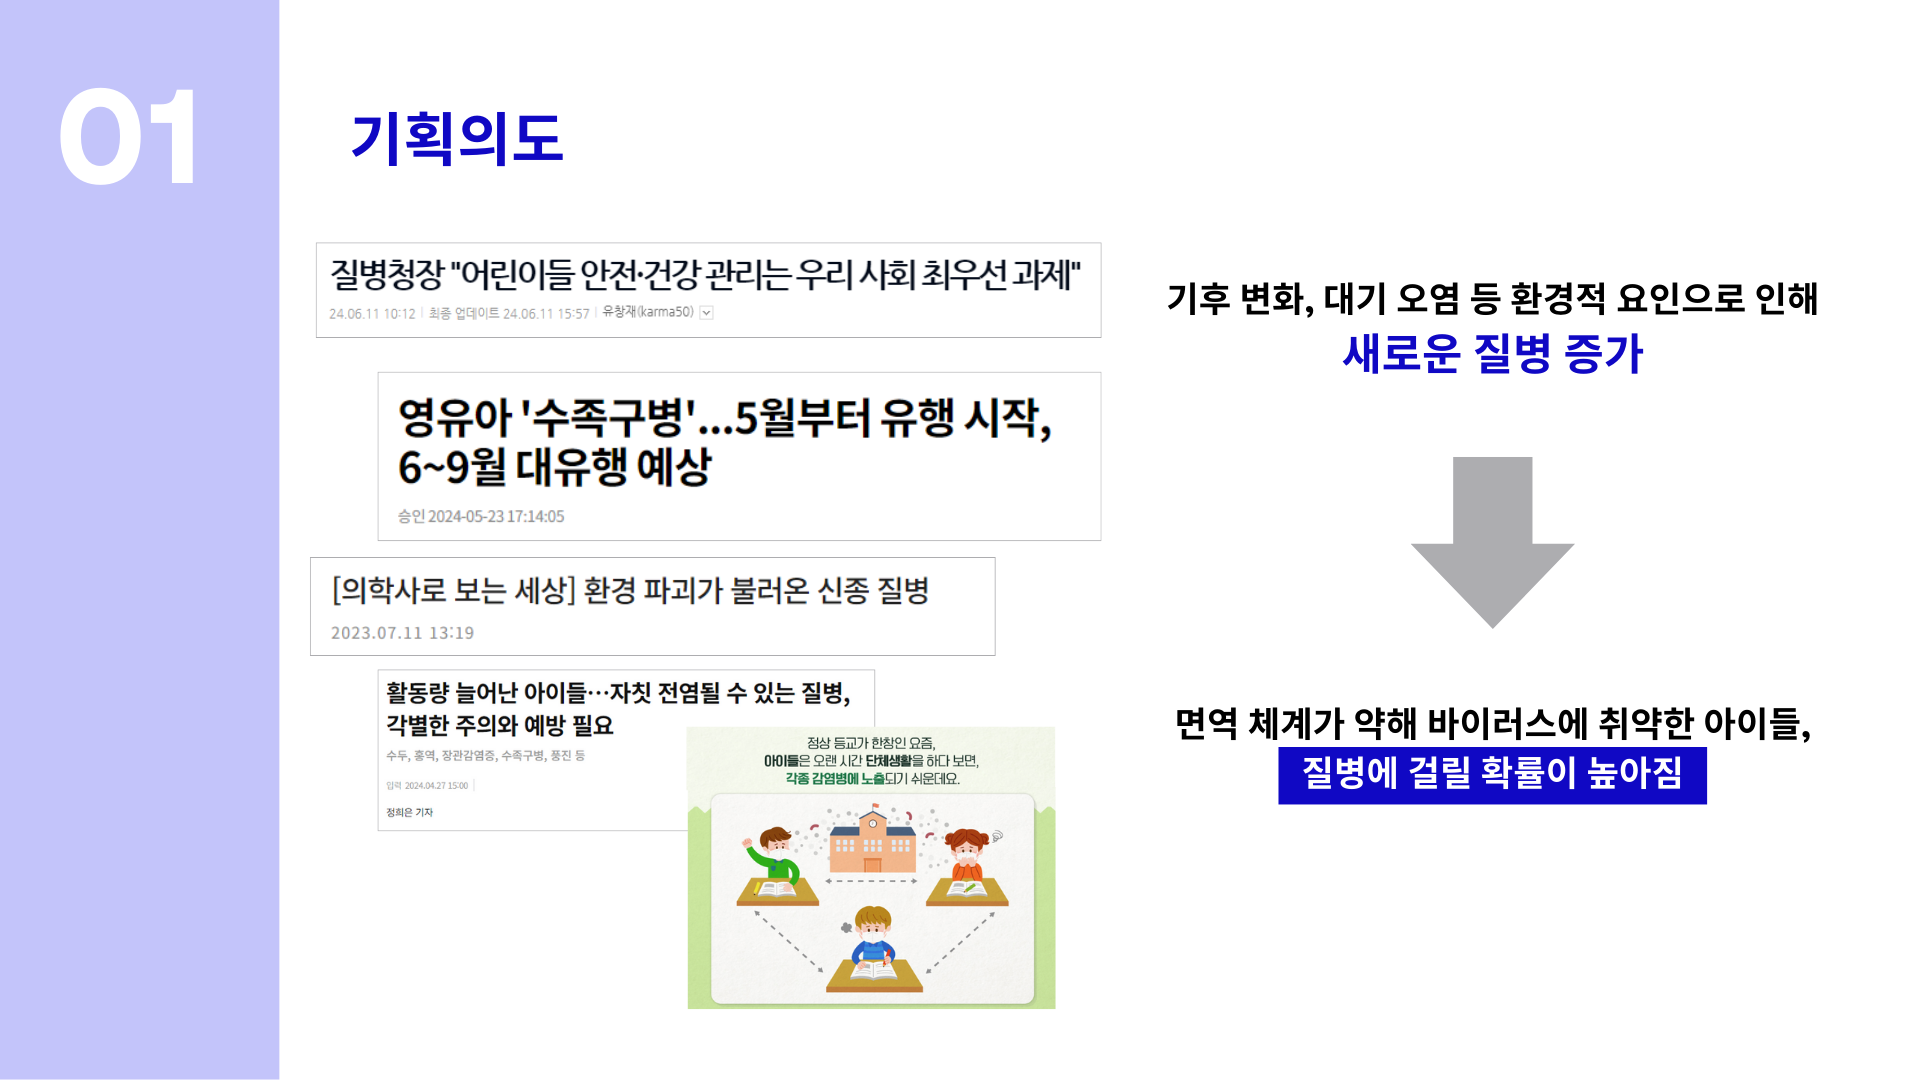 01
기획의도
질병청장 "어린이들 안전·건강 관리는 우리 사회 최우선 과제"
24.06.11 10:12 | 최종 업데이트 24.06.11 15:57 | 유창재(karma50)
영유아 '수족구병'...5월부터 유행 시작,
6~9월 대유행 예상
승인 2024-05-23 17:14:05
[의학사로 보는 세상] 환경 파괴가 불러온 신종 질병
2023.07.11 13:19
활동량 늘어난 아이들…자칫 전염될 수 있는 질병,
각별한 주의와 예방 필요
수두, 홍역, 장관감염증, 수족구병, 풍진 등
입력 2024.04.27 15:00
정희은 기자
정상 등교가 한창인 요즘,
아이들은 오랜 시간 단체생활을 하다 보면,
각종 감염병에 노출되기 쉬운데요.
기후 변화, 대기 오염 등 환경적 요인으로 인해
새로운 질병 증가
면역 체계가 약해 바이러스에 취약한 아이들,
질병에 걸릴 확률이 높아짐